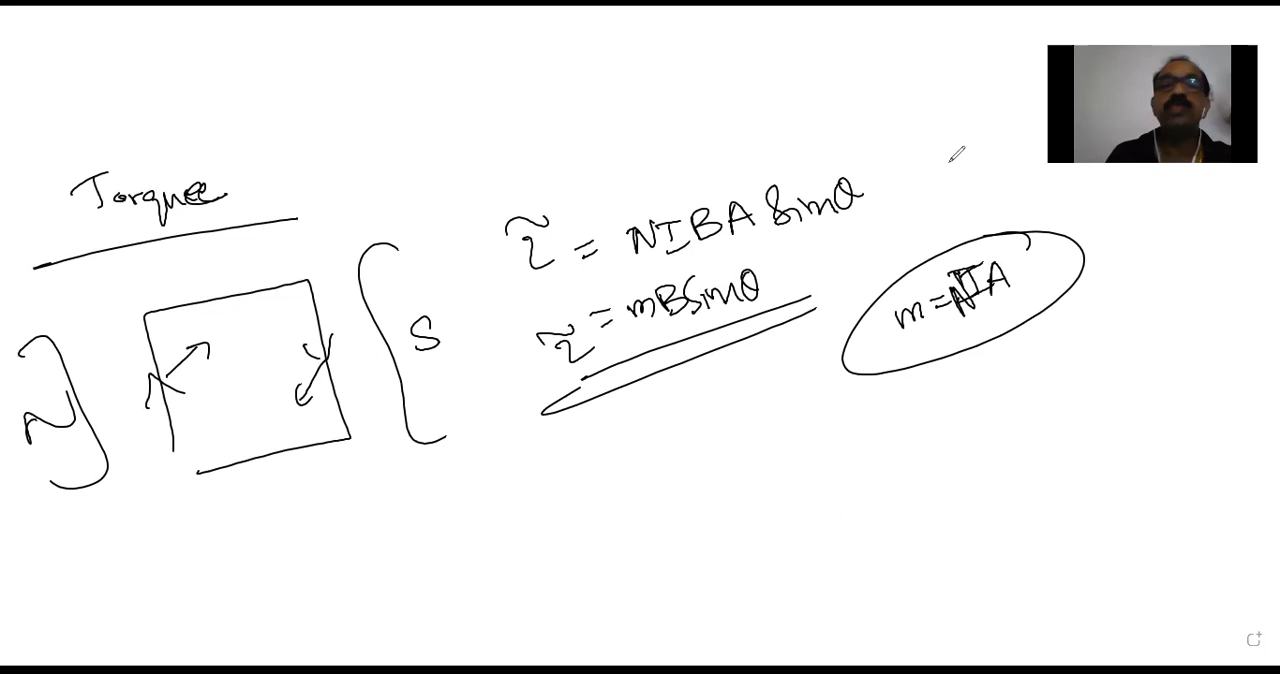 Torque
τ = NIBA Sinθ
τ = mBSinθ
m = NIA
N
S